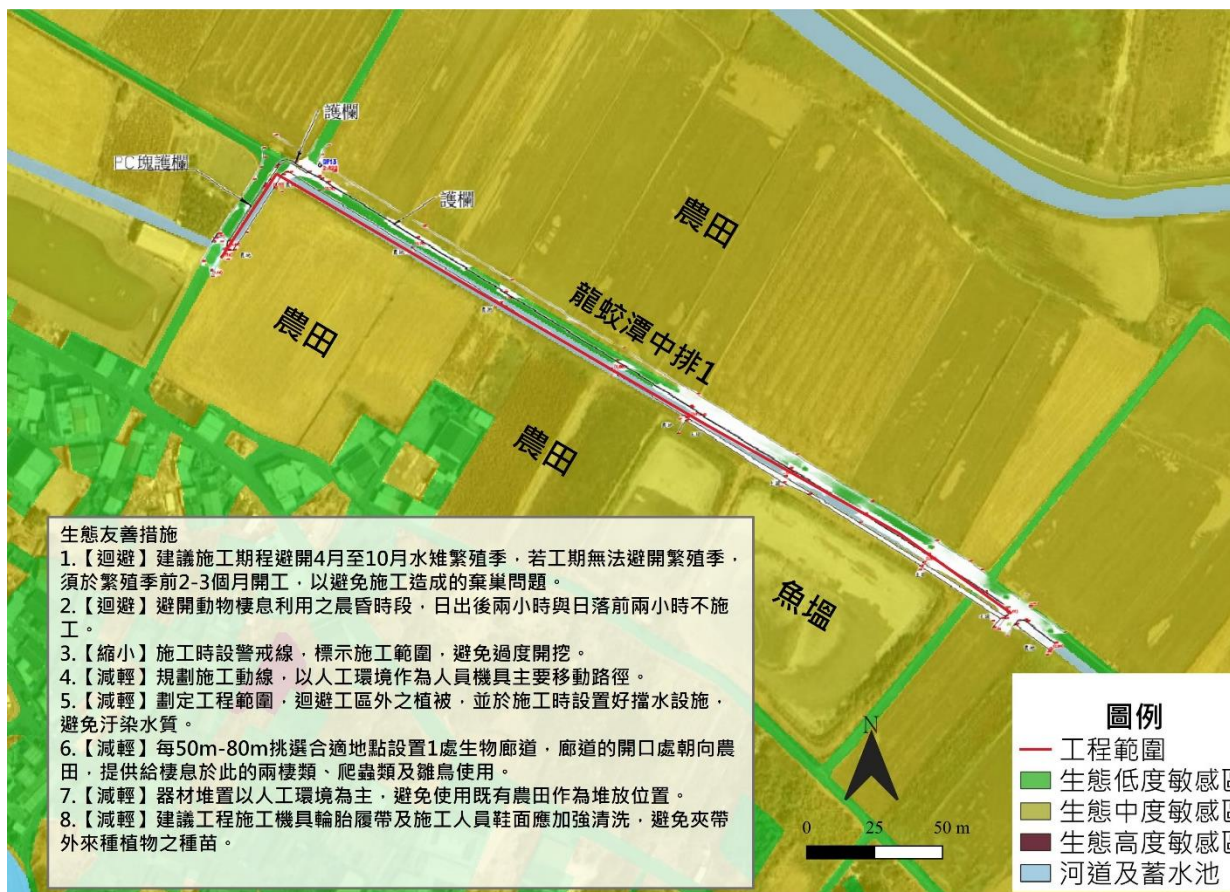 護欄
PC塊護欄
護欄
農田
龍蛟潭中排1
農田
農田
魚塭
生態友善措施
1.【迴避】建議施工期程避開4月至10月水雉繁殖季，若工期無法避開繁殖季，
須於繁殖季前2-3個月開工，以避免施工造成的棄巢問題。
2.【迴避】避開動物棲息利用之晨昏時段，日出後兩小時與日落前兩小時不施
工。
3.【縮小】施工時設警戒線，標示施工範圍，避免過度開挖。
4.【減輕】規劃施工動線，以人工環境作為人員機具主要移動路徑。
5.【減輕】劃定工程範圍，迴避工區外之植被，並於施工時設置好擋水設施，
避免汙染水質。
6.【減輕】每50m-80m挑選合適地點設置1處生物廊道，廊道的開口處朝向農
田，提供給棲息於此的兩棲類、爬蟲類及雛鳥使用。
7.【減輕】器材堆置以人工環境為主，避免使用既有農田作為堆放位置。
8.【減輕】建議工程施工機具輪胎履帶及施工人員鞋面應加強清洗，避免夾帶
外來種植物之種苗。
N
0 25 50 m
圖例
工程範圍
生態低度敏感區
生態中度敏感區
生態高度敏感區
河道及蓄水池